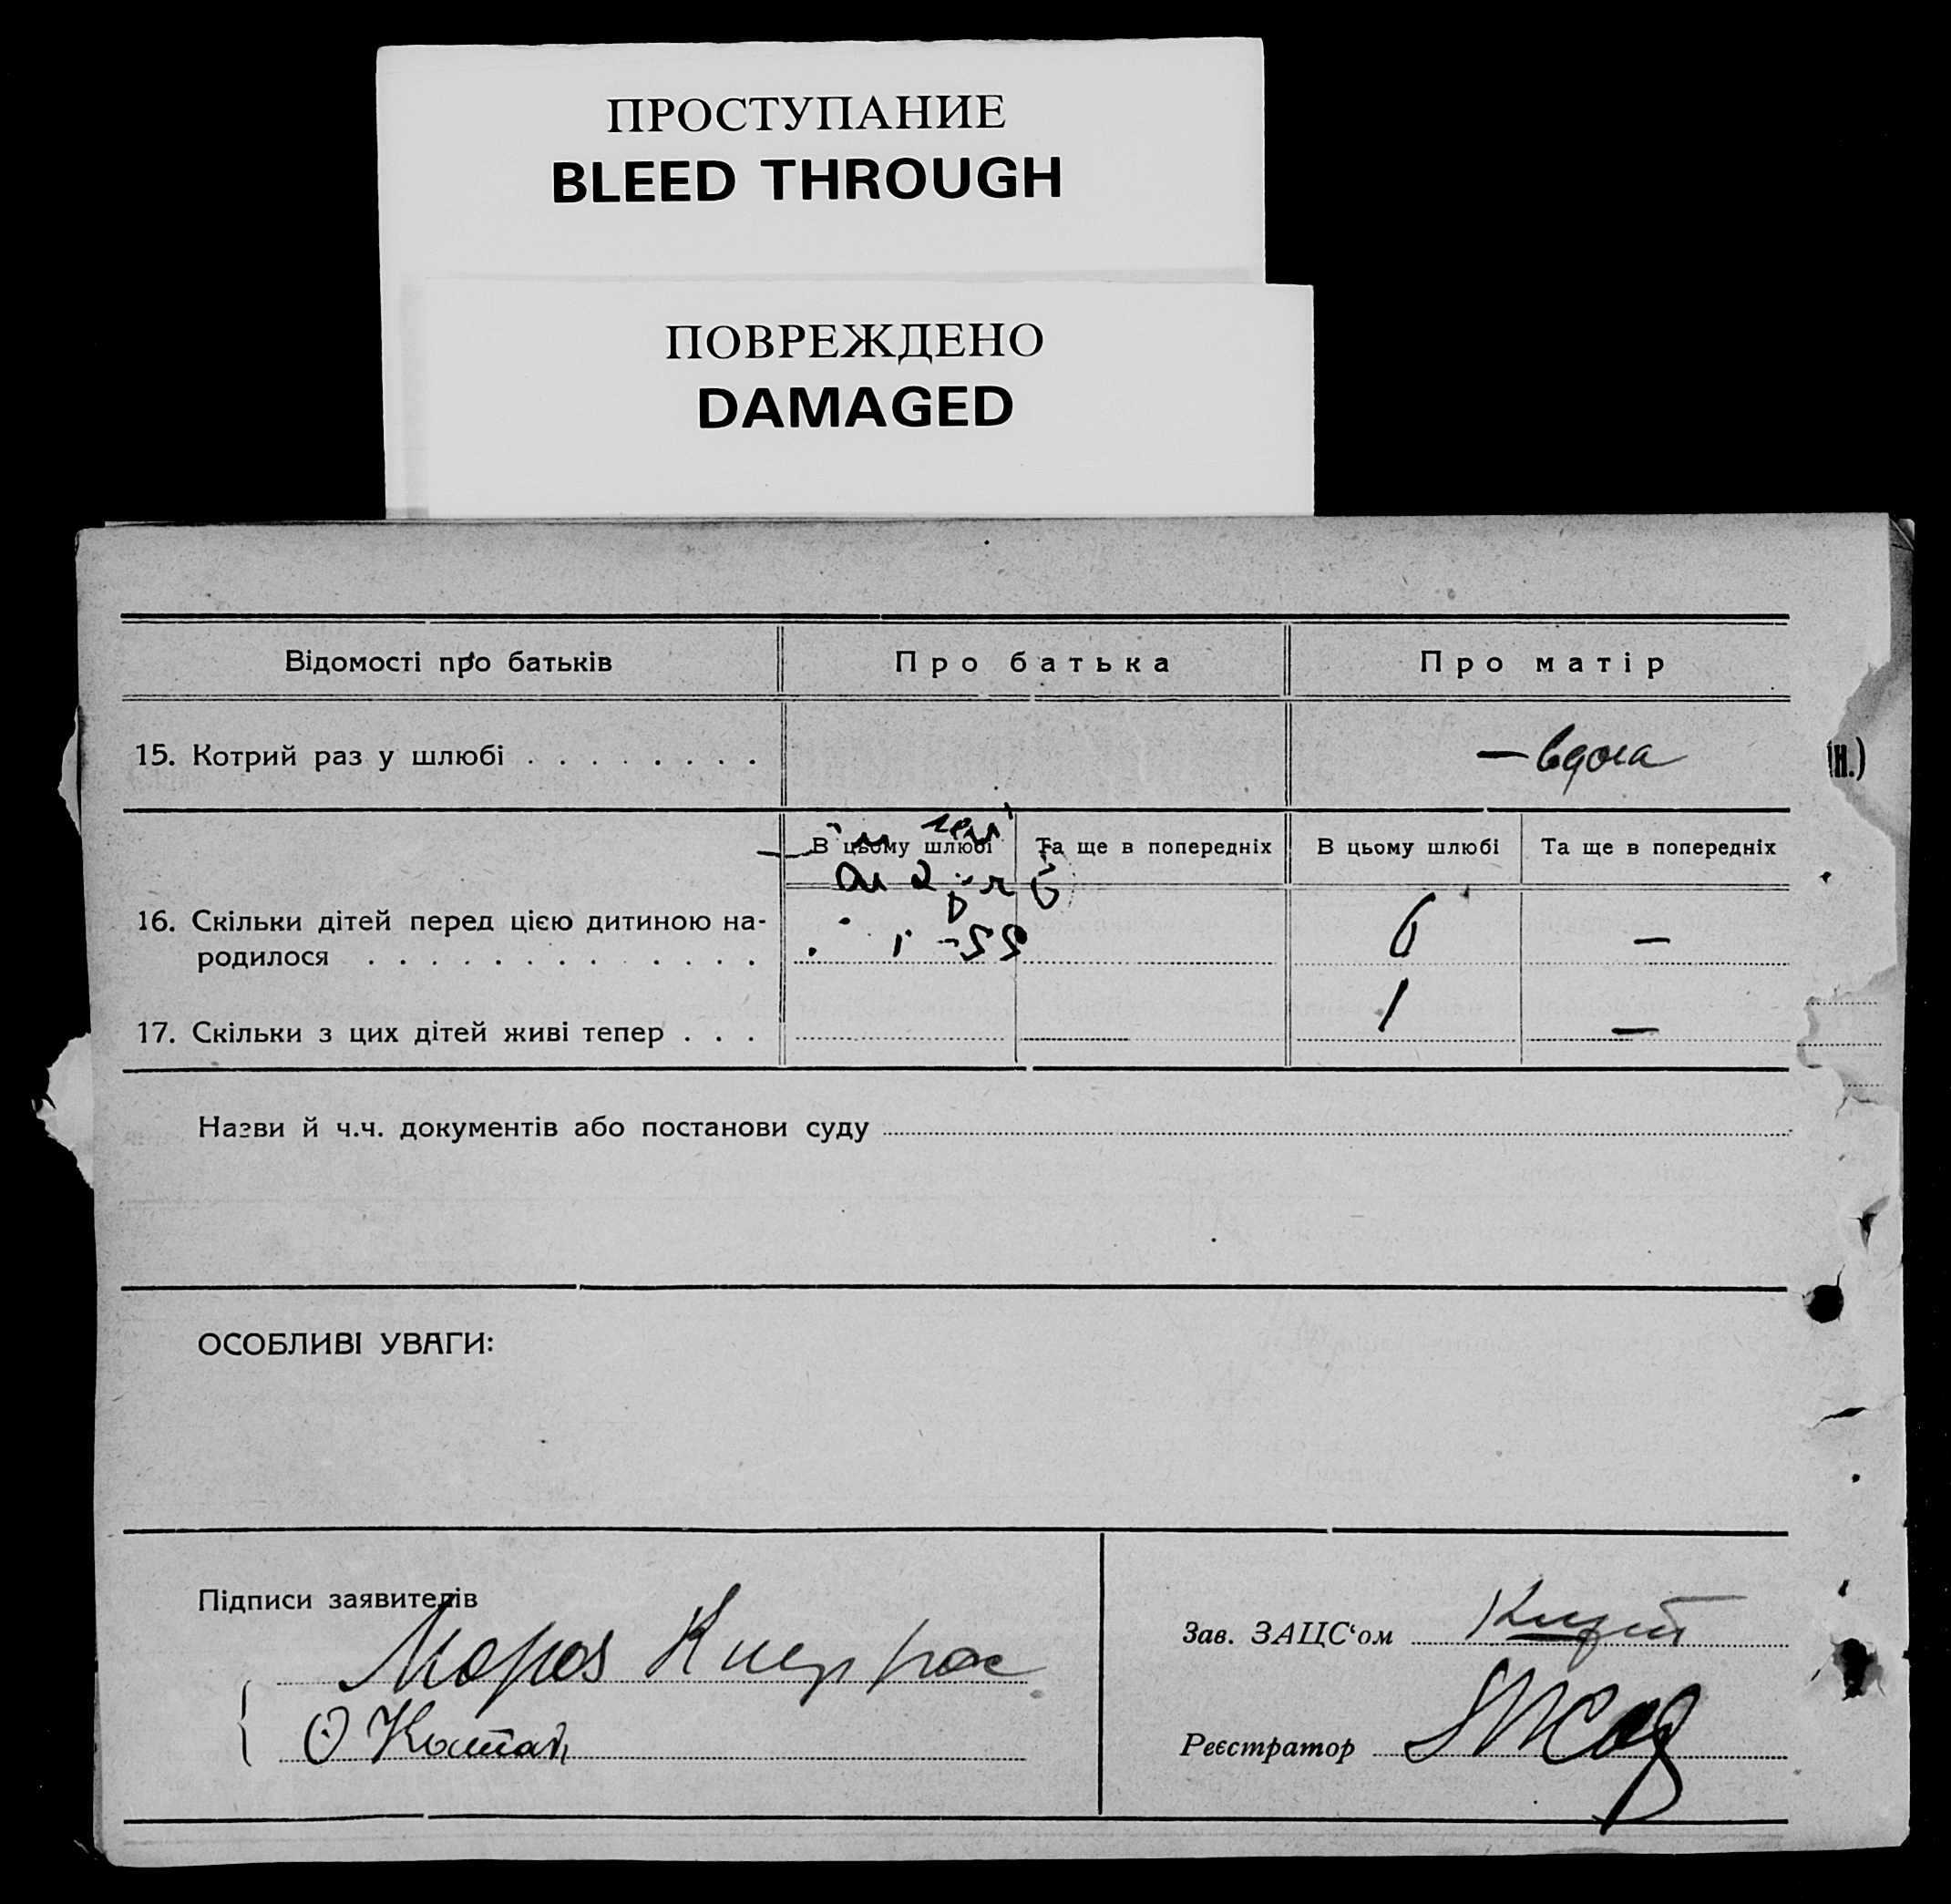 ПРОСТУПАНИЕ
BLEED THROUGH
ПОВРЕЖДЕНО
DAMAGED
Відомості про батьків Про батька Про матір
15. Котрий раз у шлюбі . . . . . . . . — вдова
н.)
В цьому шлюбі Та ще в попередніх В цьому шлюбі Та ще в попередніх
16. Скільки дітей перед цією дитиною на-
родилося . . . . . . . . . . . . . 6 —
17. Скільки з цих дітей живі тепер . . . 1 —
Назви й ч.ч. документів або постанови суду
ОСОБЛИВІ УВАГИ:
Підписи заявителів
Зав. ЗАЦС‘ом
Мороз
Реєстратор